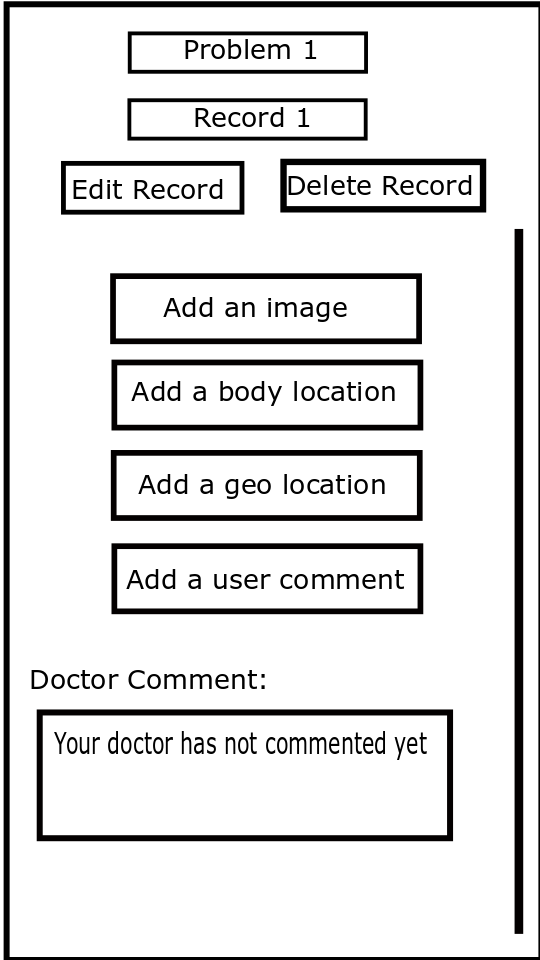 Problem 1
Record 1
Edit Record
Delete Record
Add an image
Add a body location
Add a geo location
Add a user comment
Doctor Comment:
Your doctor has not commented yet